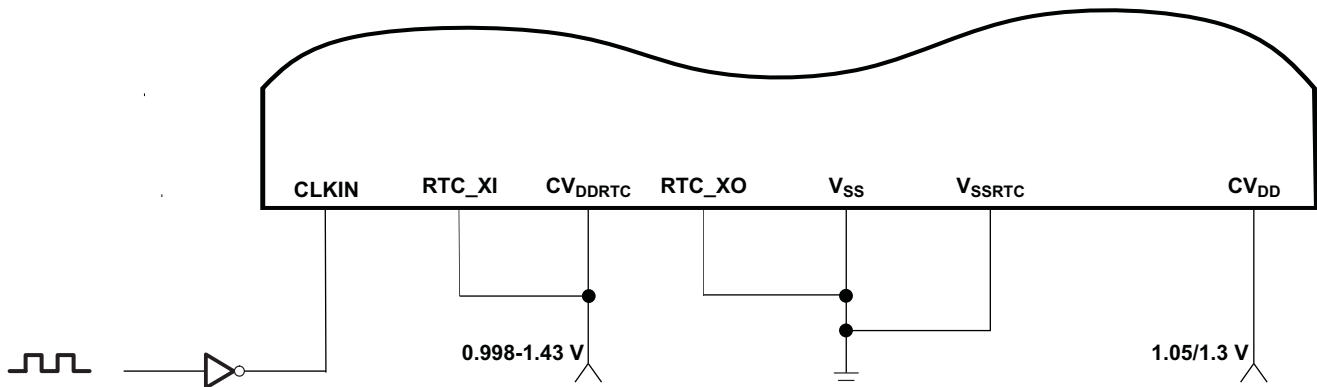 CLKIN RTC_XI CVDDRTC RTC_XO VSS VSSRTC CVDD
0.998-1.43 V 1.05/1.3 V